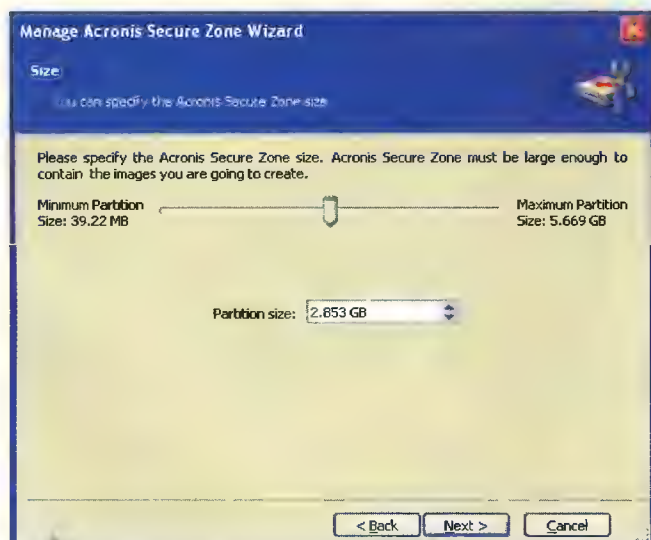 Manage Acronis Secure Zone Wizard
Size
You can specify the Acronis Secure Zone size
Please specify the Acronis Secure Zone size. Acronis Secure Zone must be large enough to
contain the images you are going to create.
Minimum Partition
Size: 39.22 MB
Maximum Partition
Size: 5.669 GB
Partition size: 2.853 GB
< Back Next > Cancel